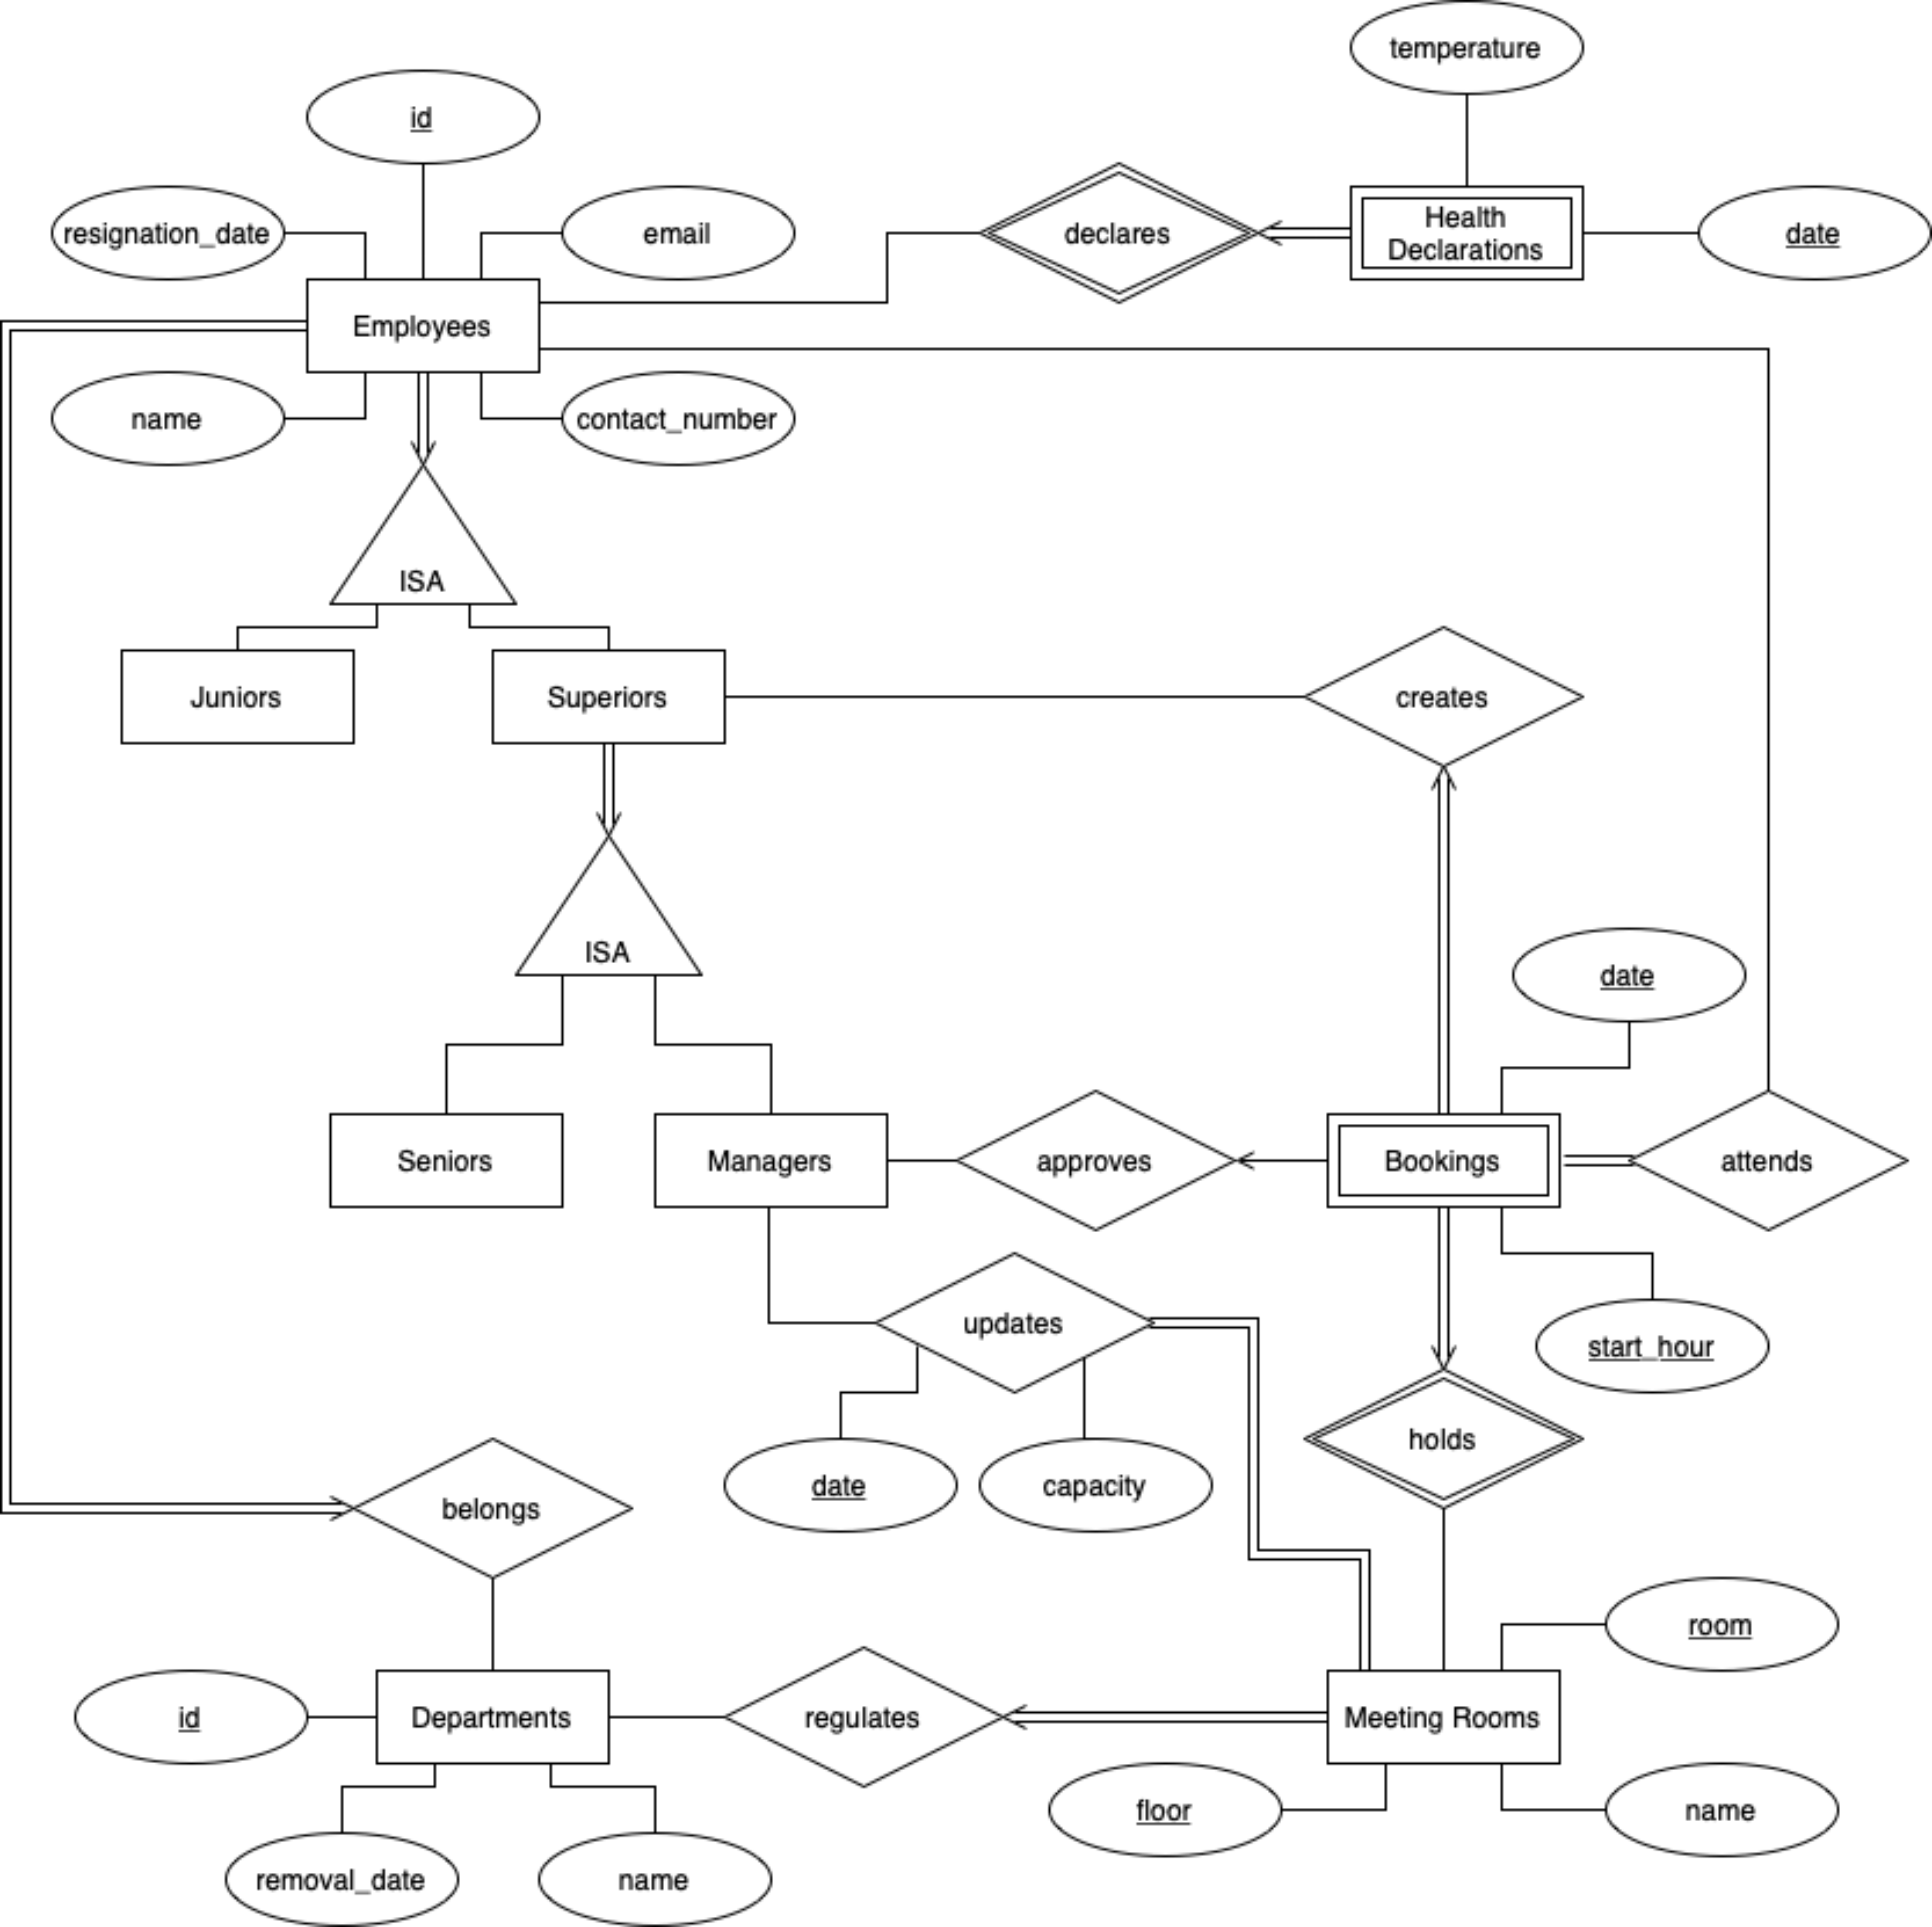 temperature
id
resignation_date
email
declares
Health
Declarations
date
Employees
name
contact_number
ISA
Juniors
Superiors
creates
ISA
date
Seniors
Managers
approves
Bookings
attends
updates
start_hour
holds
date
capacity
belongs
room
id
Departments
regulates
Meeting Rooms
floor
name
removal_date
name